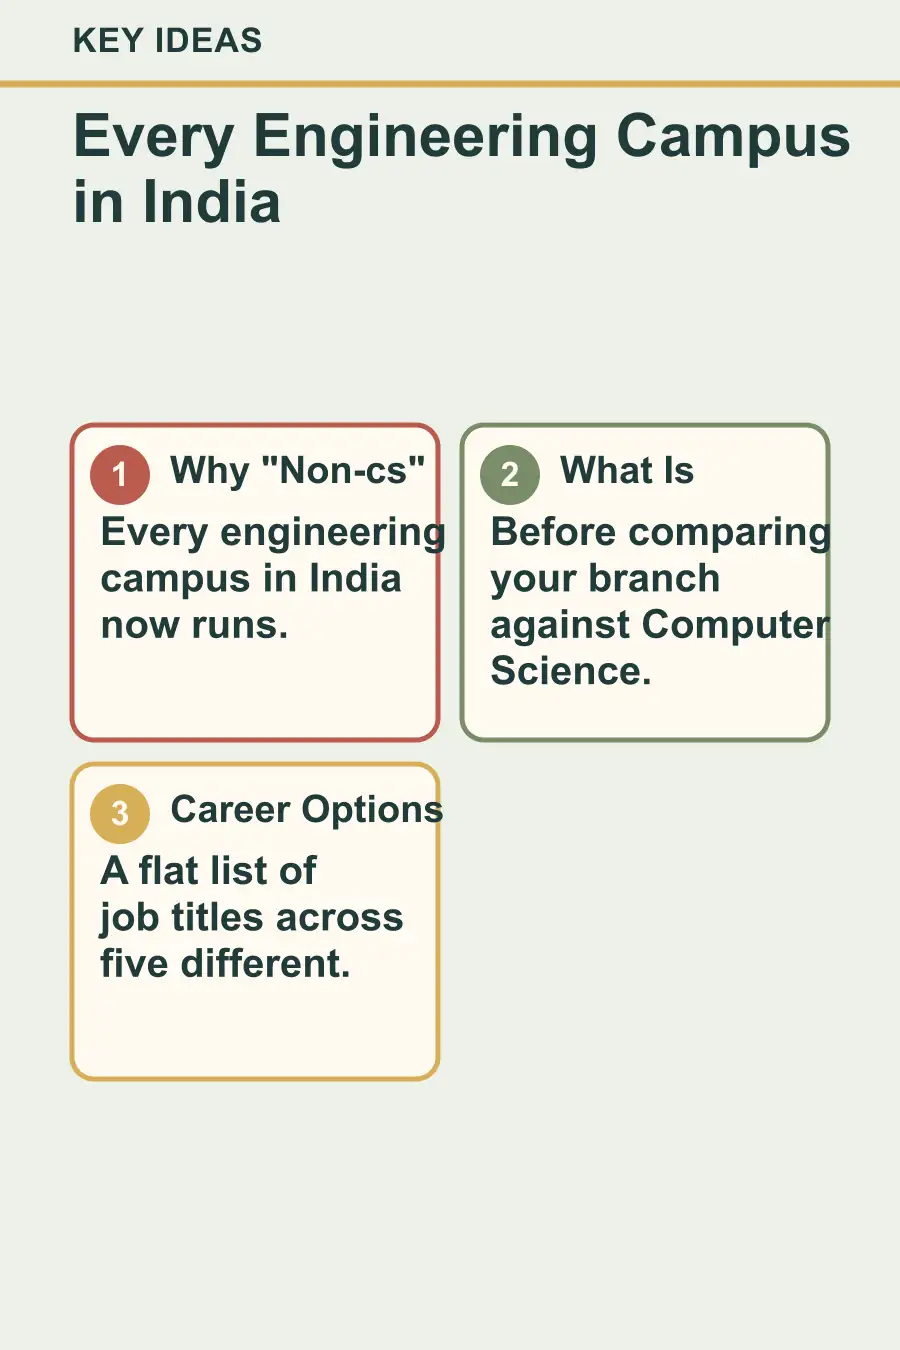 KEY IDEAS
Every Engineering Campus
in India
1
Why "Non-cs"
Every engineering
campus in India
now runs.
2
What Is
Before comparing
your branch
against Computer
Science.
3
Career Options
A flat list of
job titles across
five different.